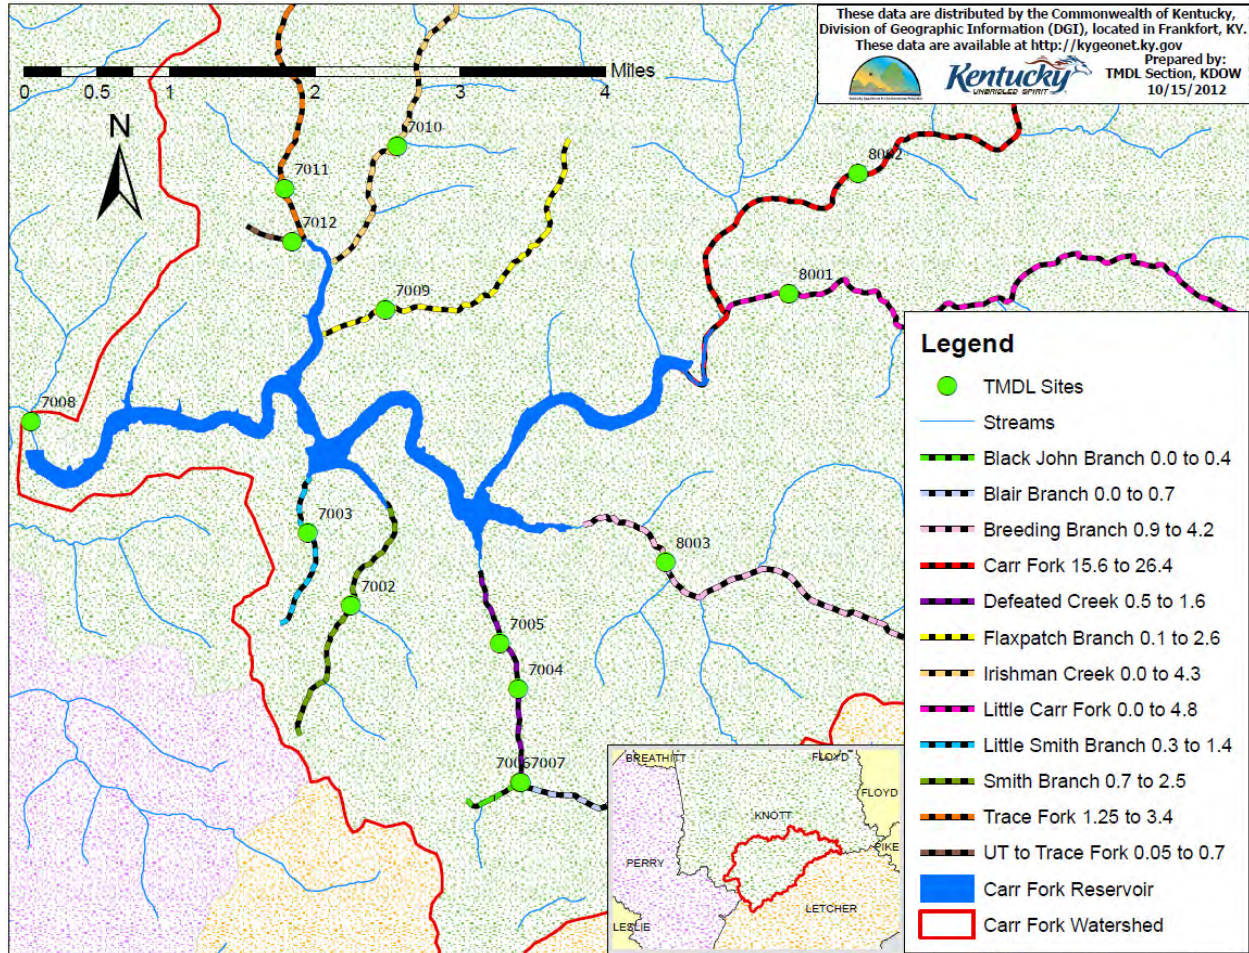 These data are distributed by the Commonwealth of Kentucky,
Division of Geographic Information (DGI), located in Frankfort, KY.
These data are available at http://kygeonet.ky.gov
Prepared by:
TMDL Section, KDOW
10/15/2012
Kentucky
UNBRIDLED SPIRIT
Miles
0 0.5 1 2 3 4
N
7010
8002
7011
7012
8001
7009
7008
7003
8003
7002
7005
7004
70067007
Legend
TMDL Sites
Streams
Black John Branch 0.0 to 0.4
Blair Branch 0.0 to 0.7
Breeding Branch 0.9 to 4.2
Carr Fork 15.6 to 26.4
Defeated Creek 0.5 to 1.6
Flaxpatch Branch 0.1 to 2.6
Irishman Creek 0.0 to 4.3
Little Carr Fork 0.0 to 4.8
Little Smith Branch 0.3 to 1.4
Smith Branch 0.7 to 2.5
Trace Fork 1.25 to 3.4
UT to Trace Fork 0.05 to 0.7
Carr Fork Reservoir
Carr Fork Watershed
BREATHITT
FLOYD
FLOYD
KNOTT
PIKE
PERRY
LETCHER
LESLIE